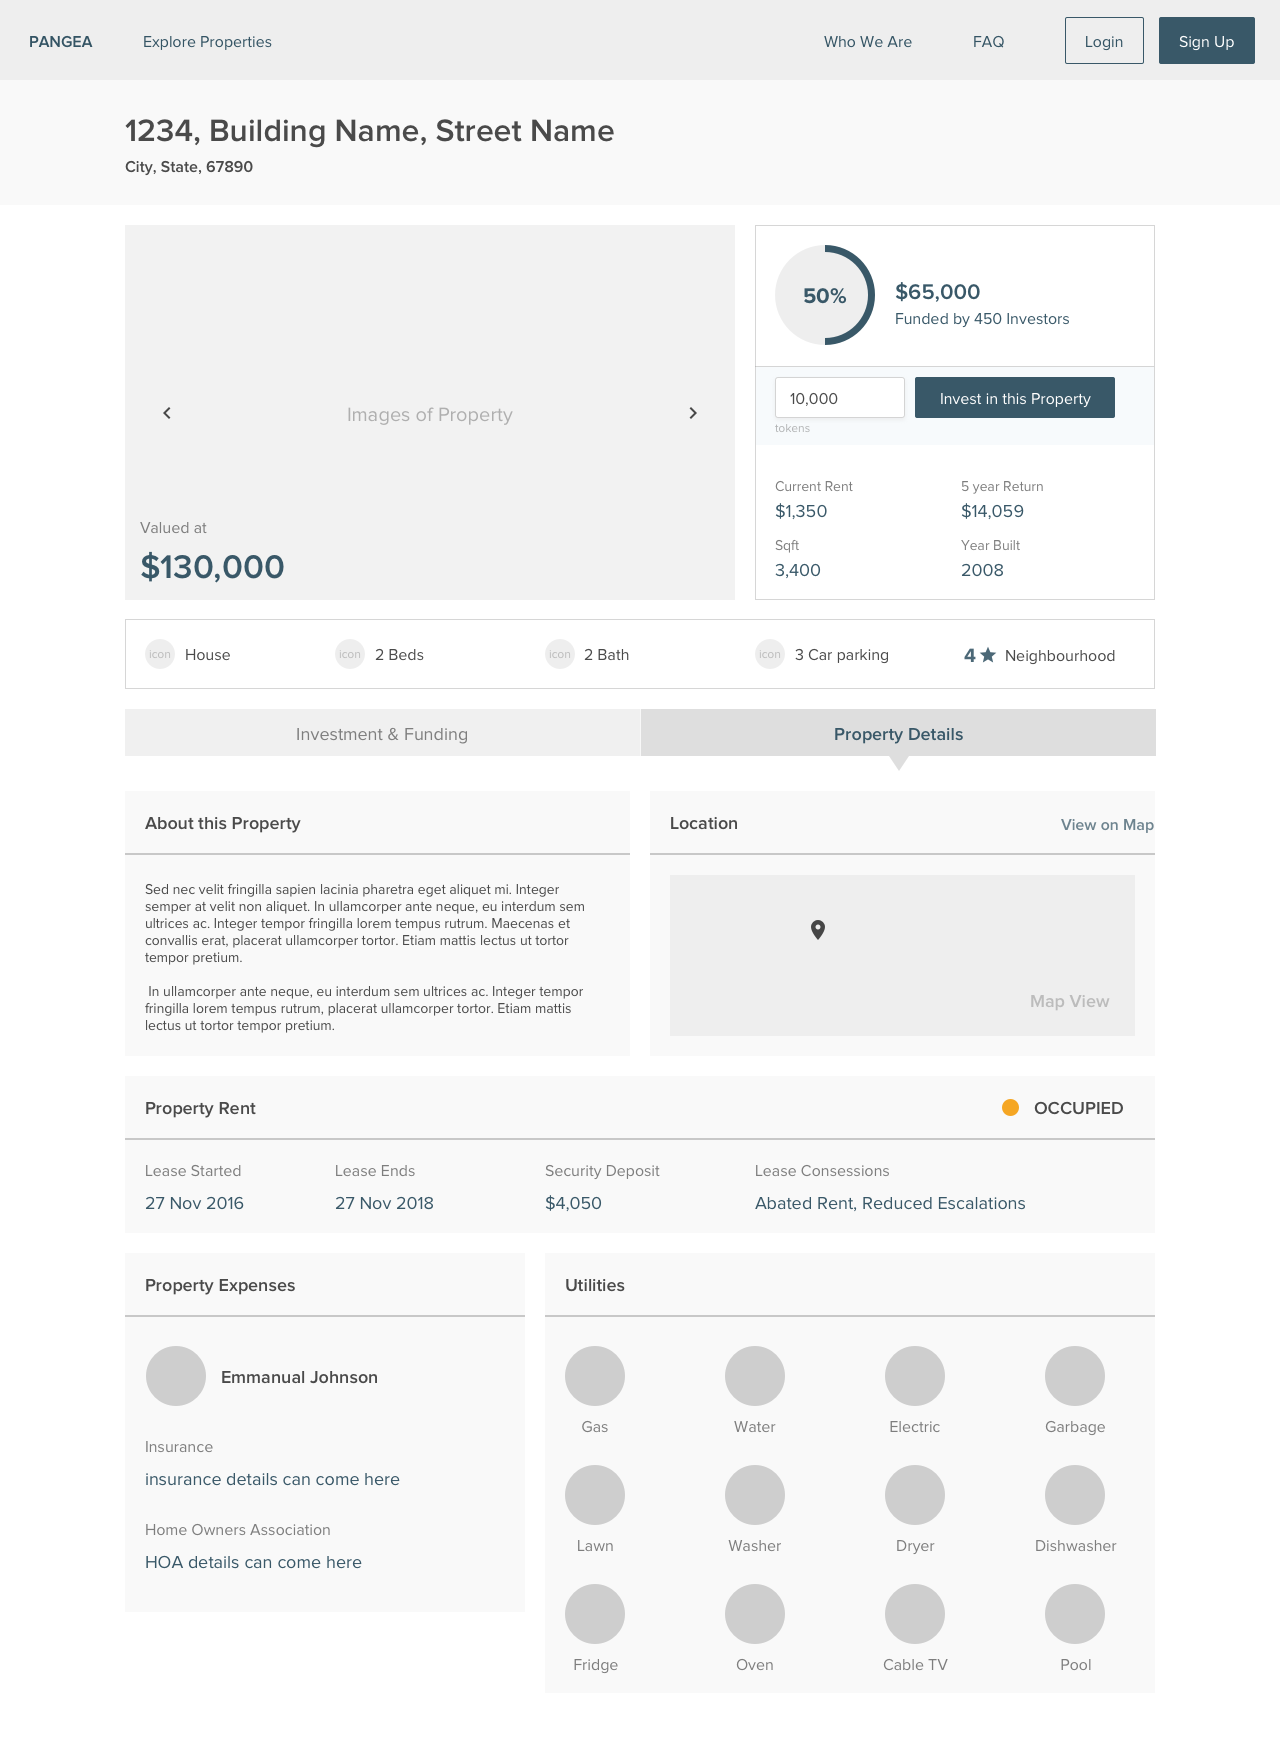 PANGEA
Explore Properties
Who We Are
FAQ
Login
Sign Up
1234, Building Name, Street Name
City, State, 67890
Images of Property
Valued at
$130,000
50%
$65,000
Funded by 450 Investors
10,000
Invest in this Property
tokens
Current Rent
5 year Return
$1,350
$14,059
Sqft
Year Built
3,400
2008
icon House
icon 2 Beds
icon 2 Bath
icon 3 Car parking
4 ★ Neighbourhood
Investment & Funding
Property Details
About this Property
Sed nec velit fringilla sapien lacinia pharetra eget aliquet mi. Integer
semper at velit non aliquet. In ullamcorper ante neque, eu interdum sem
ultrices ac. Integer tempor fringilla lorem tempus rutrum. Maecenas et
convallis erat, placerat ullamcorper tortor. Etiam mattis lectus ut tortor
tempor pretium.
In ullamcorper ante neque, eu interdum sem ultrices ac. Integer tempor
fringilla lorem tempus rutrum, placerat ullamcorper tortor. Etiam mattis
lectus ut tortor tempor pretium.
Location
View on Map
Map View
Property Rent
OCCUPIED
Lease Started
Lease Ends
Security Deposit
Lease Consessions
27 Nov 2016
27 Nov 2018
$4,050
Abated Rent, Reduced Escalations
Property Expenses
Emmanual Johnson
Insurance
insurance details can come here
Home Owners Association
HOA details can come here
Utilities
Gas
Water
Electric
Garbage
Lawn
Washer
Dryer
Dishwasher
Fridge
Oven
Cable TV
Pool